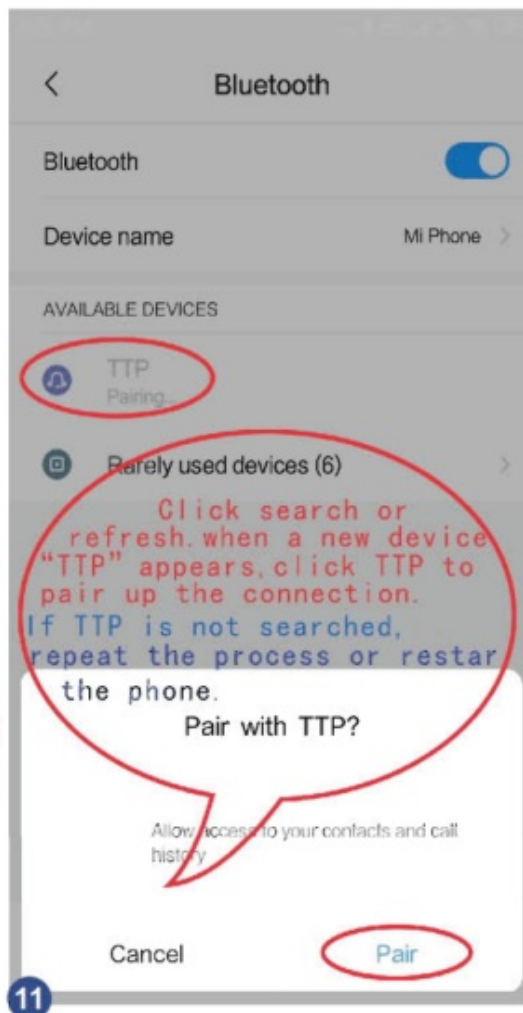 Bluetooth
Bluetooth
Device name Mi Phone
AVAILABLE DEVICES
TTP
Pairing...
Rarely used devices (6)
Click search or
refresh.when a new device
“TTP” appears,click TTP to
pair up the connection.
If TTP is not searched,
repeat the process or restar
the phone.
Pair with TTP?
Allow access to your contacts and call
history
Cancel Pair
11